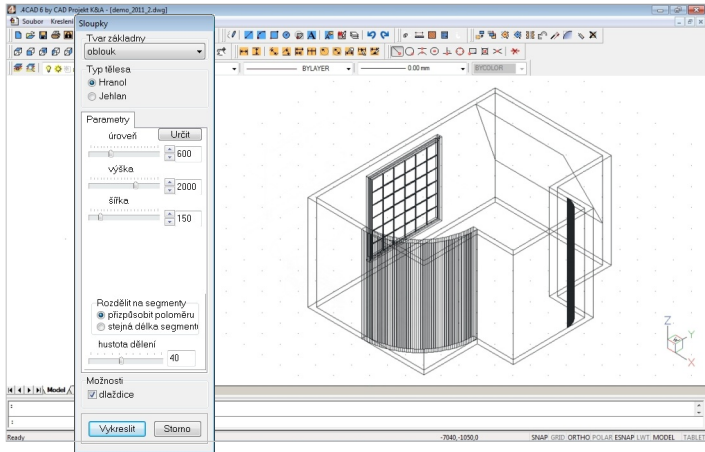 .4CAD 6 by CAD Projekt K&A - [demo_2011_2.dwg]
Soubor Kreslení
Sloupky
Tvar základny
oblouk
Typ tělesa
Hranol
Jehlan
Parametry
úroveň Určit
600
výška
2000
šířka
150
Rozdělit na segmenty
přizpůsobit poloměru
stejná délka segmentů
hustota dělení
40
Možnosti
dlaždice
Vykreslit Storno
BYLAYER 0.00 mm BYCOLOR
Z
Y
X
Model
:
:
Ready -7040,-1050,0 SNAP GRID ORTHO POLAR ESNAP LWT MODEL TABLET